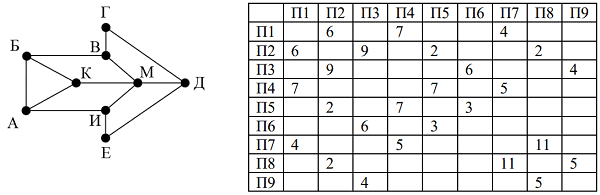 Г
Б
В
К
М
Д
А
И
Е
П1 П2 П3 П4 П5 П6 П7 П8 П9
П1 6 7 4
П2 6 9 2 2
П3 9 6 4
П4 7 7 5
П5 2 7 3
П6 6 3
П7 4 5 11
П8 2 11 5
П9 4 5